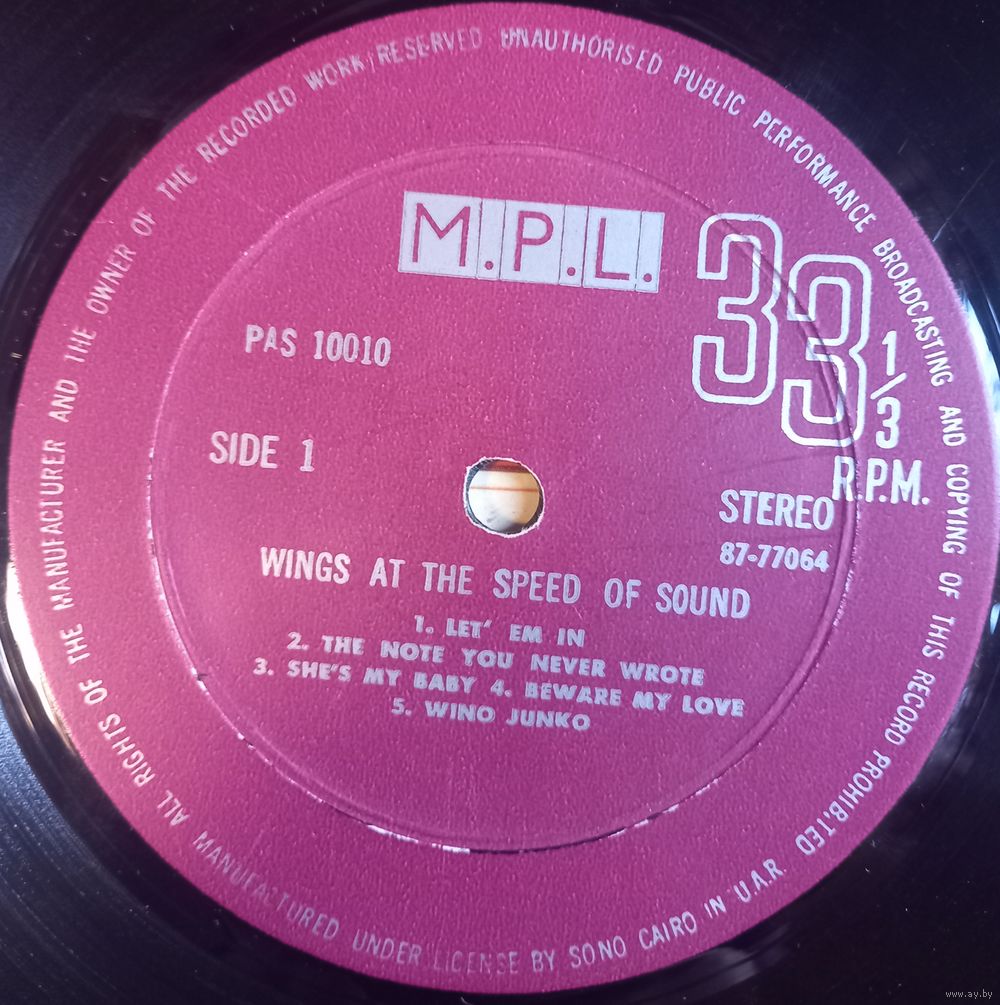 M.P.L.
33 1/3
R.P.M.
PAS 10010
SIDE 1
STEREO
87-77064
WINGS AT THE SPEED OF SOUND
1. LET' EM IN
2. THE NOTE YOU NEVER WROTE
3. SHE'S MY BABY 4. BEWARE MY LOVE
5. WINO JUNKO
ALL RIGHTS OF THE MANUFACTURER AND THE OWNER OF THE RECORDED WORK RESERVED UNAUTHORISED PUBLIC PERFORMANCE BROADCASTING AND COPYING OF THIS RECORD PROHIBITED
MANUFACTURED UNDER LICENSE BY SONO CAIRO IN U.A.R.
www.ay.by